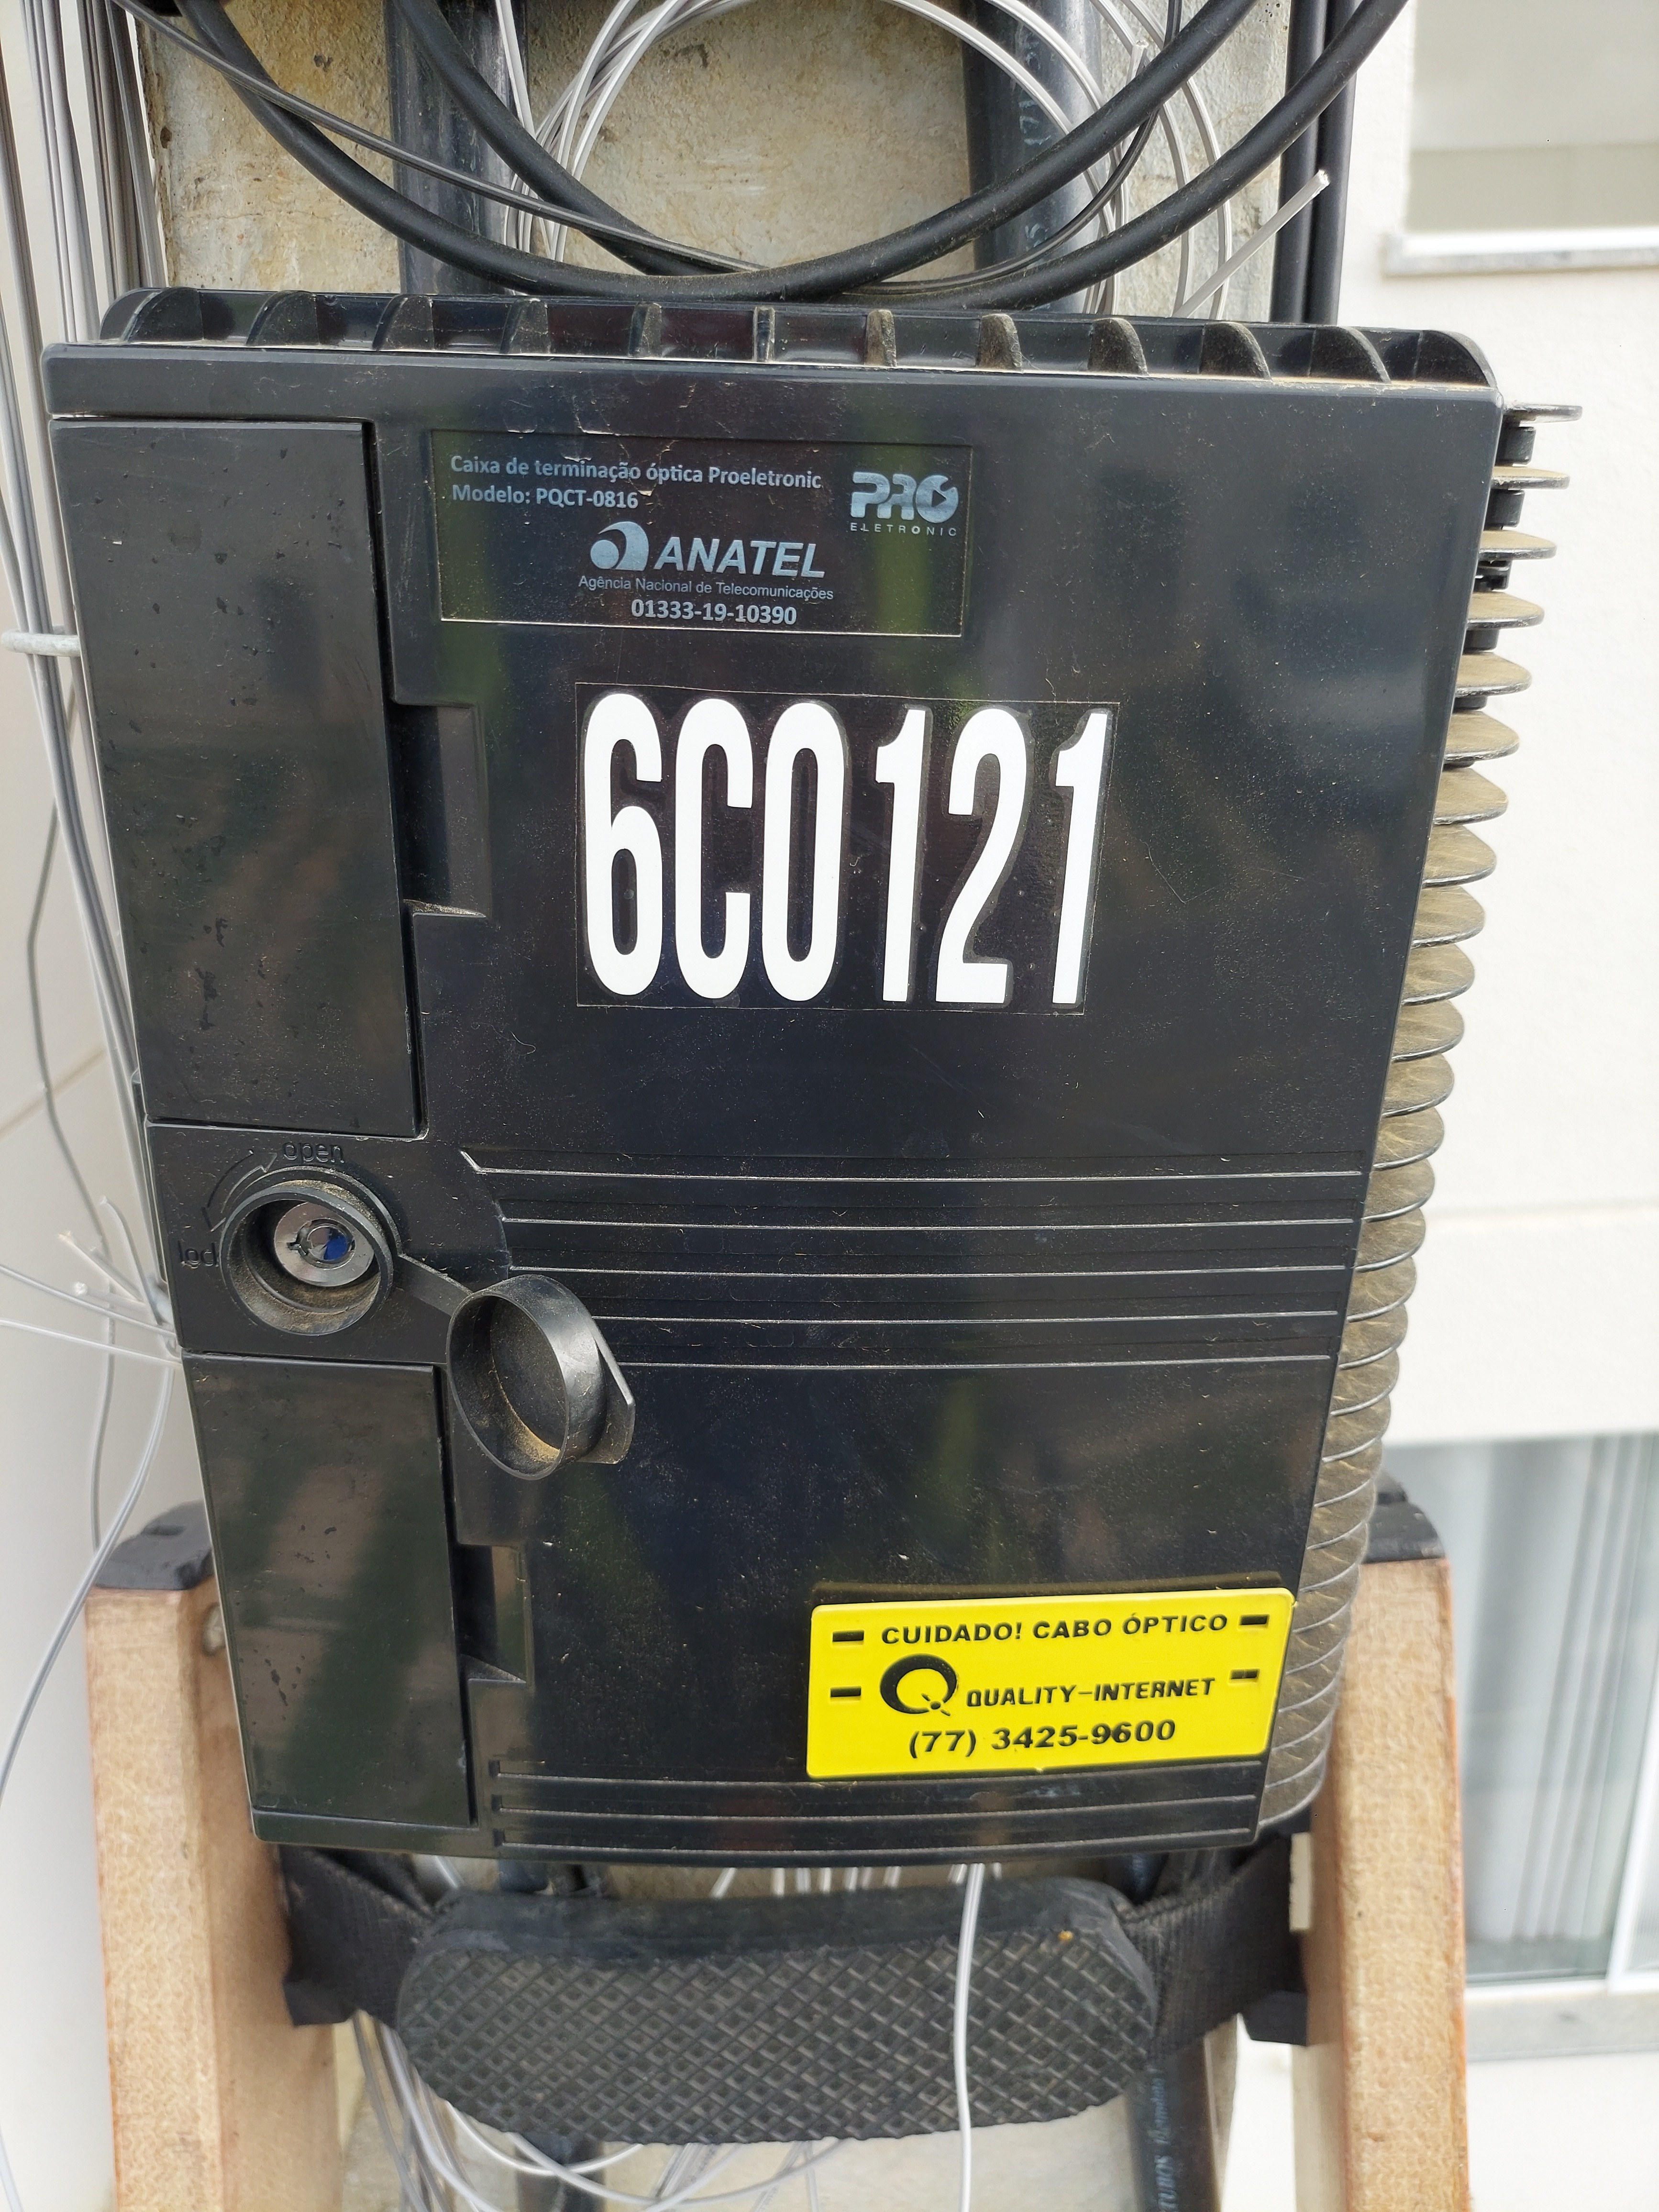 Caixa de terminação óptica Proeletronic
Modelo: PQCT-0816
PRO
ELETRONIC
ANATEL
Agência Nacional de Telecomunicações
01333-19-10390
6C0121
open
CUIDADO! CABO ÓPTICO
QUALITY-INTERNET
(77) 3425-9600